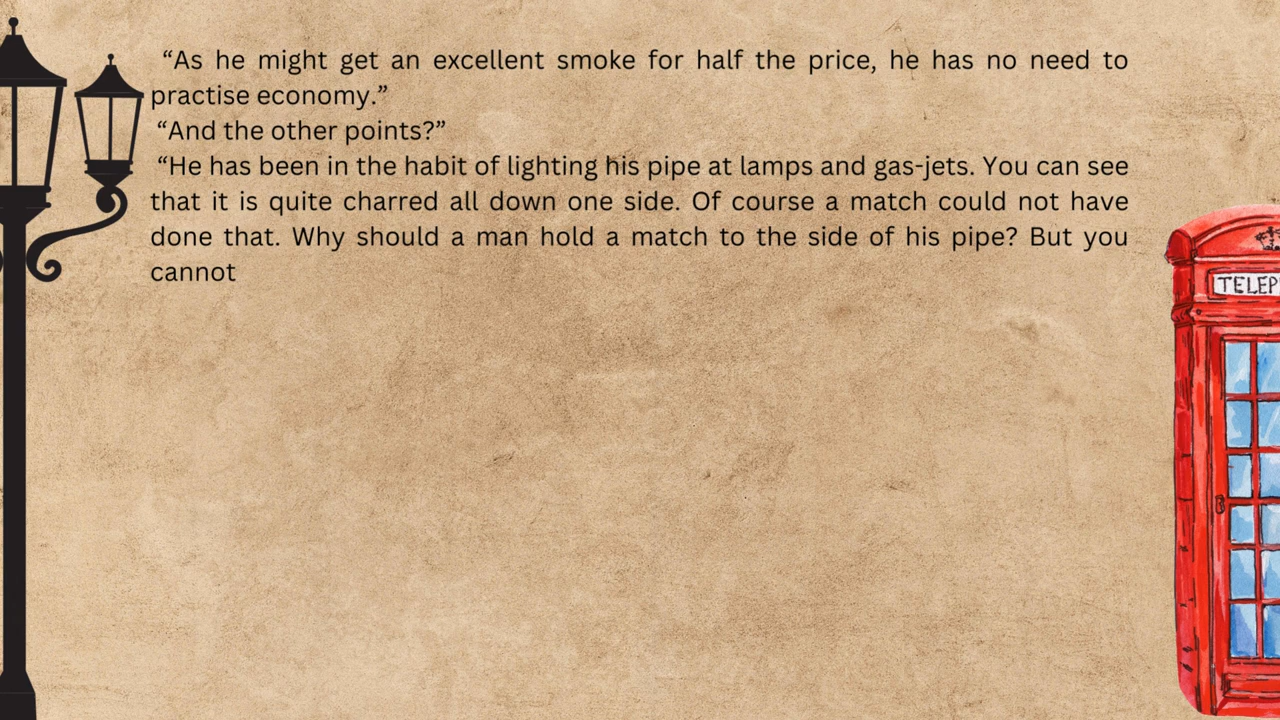 “As he might get an excellent smoke for half the price, he has no need to
practise economy.”
“And the other points?”
“He has been in the habit of lighting his pipe at lamps and gas-jets. You can see
that it is quite charred all down one side. Of course a match could not have
done that. Why should a man hold a match to the side of his pipe? But you
cannot
TELEP